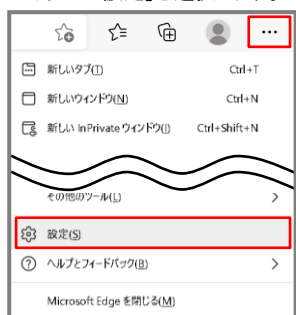 新しいタブ(T) Ctrl+T
新しいウィンドウ(N) Ctrl+N
新しい InPrivate ウィンドウ(I) Ctrl+Shift+N
その他のツール(L)
設定(S)
ヘルプとフィードバック(B)
Microsoft Edge を閉じる(M)